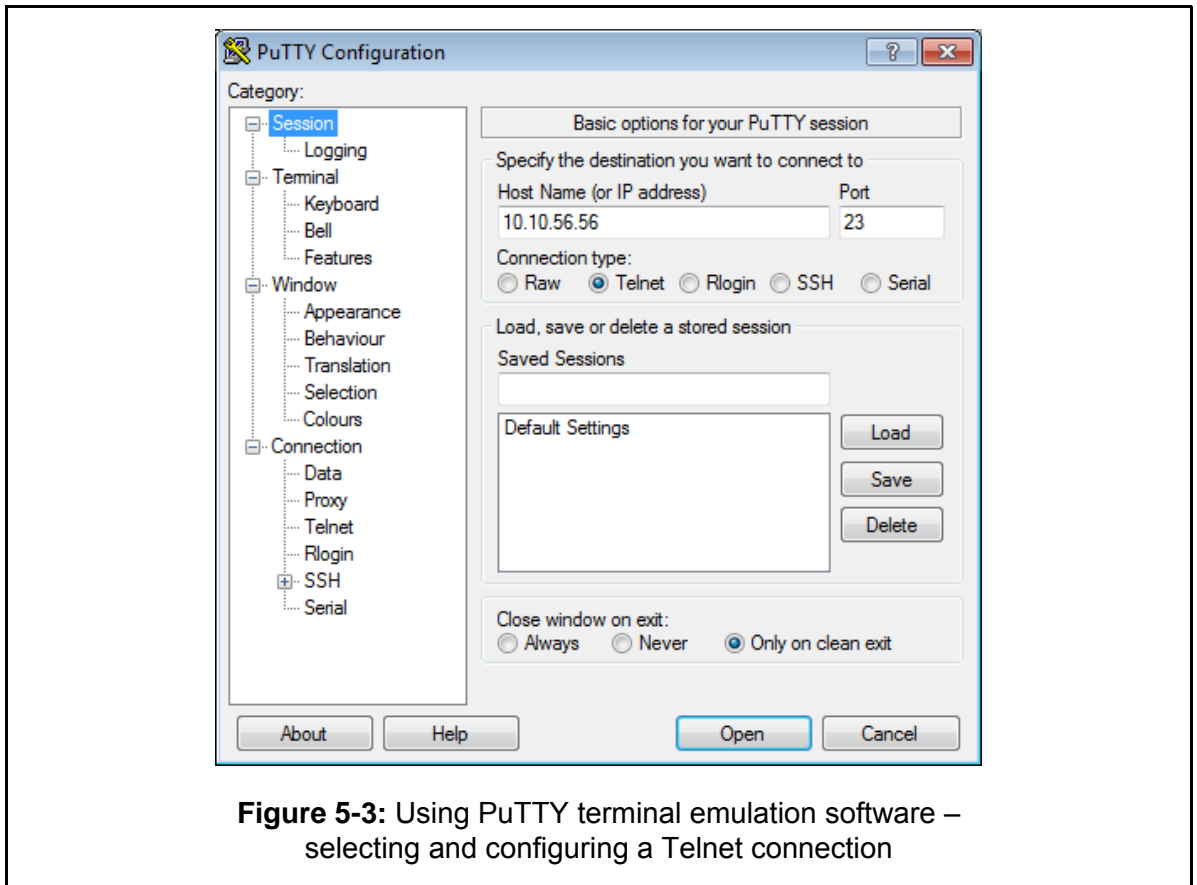 PuTTY Configuration
Category:
Session
Logging
Terminal
Keyboard
Bell
Features
Window
Appearance
Behaviour
Translation
Selection
Colours
Connection
Data
Proxy
Telnet
Rlogin
SSH
Serial
Basic options for your PuTTY session
Specify the destination you want to connect to
Host Name (or IP address) Port
10.10.56.56 23
Connection type:
Raw Telnet Rlogin SSH Serial
Load, save or delete a stored session
Saved Sessions
Default Settings
Load
Save
Delete
Close window on exit:
Always Never Only on clean exit
About Help Open Cancel
Figure 5-3: Using PuTTY terminal emulation software –
selecting and configuring a Telnet connection